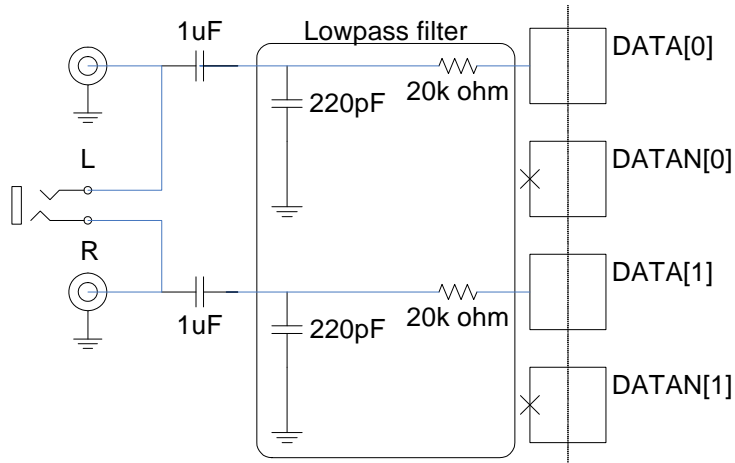 1uF
Lowpass filter
DATA[0]
220pF
20k ohm
L
DATAN[0]
R
DATA[1]
1uF
220pF
20k ohm
DATAN[1]